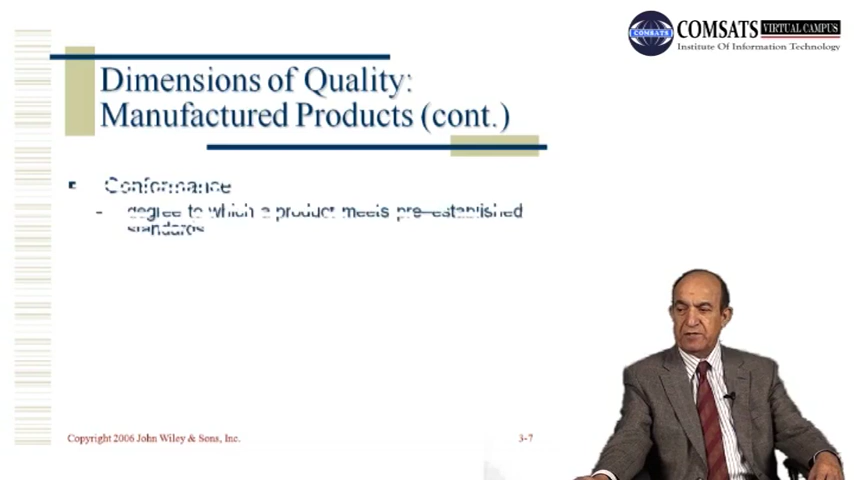 COMSATS
COMSATS VIRTUAL CAMPUS
Institute Of Information Technology
Dimensions of Quality:
Manufactured Products (cont.)
Conformance
- degree to which a product meets pre-established
standards
Copyright 2006 John Wiley & Sons, Inc.
3-7